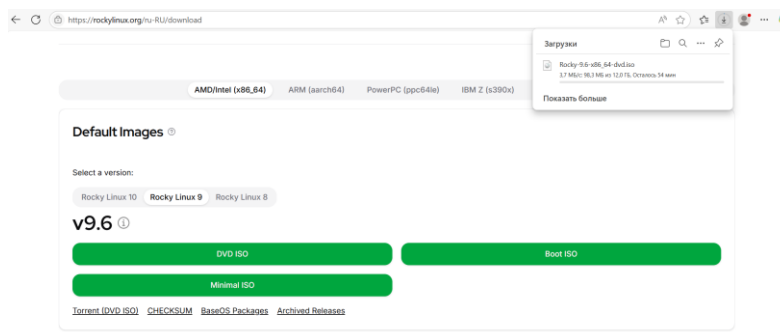 https://rockylinux.org/ru-RU/download
Загрузки
Rocky-9.6-x86_64-dvd.iso
3,7 МБ/с: 98,3 МБ из 12,0 ГБ, Осталось 54 мин
Показать больше
AMD/Intel (x86_64) ARM (aarch64) PowerPC (ppc64le) IBM Z (s390x)
Default Images
Select a version:
Rocky Linux 10 Rocky Linux 9 Rocky Linux 8
v9.6
DVD ISO Boot ISO
Minimal ISO
Torrent (DVD ISO) CHECKSUM BaseOS Packages Archived Releases